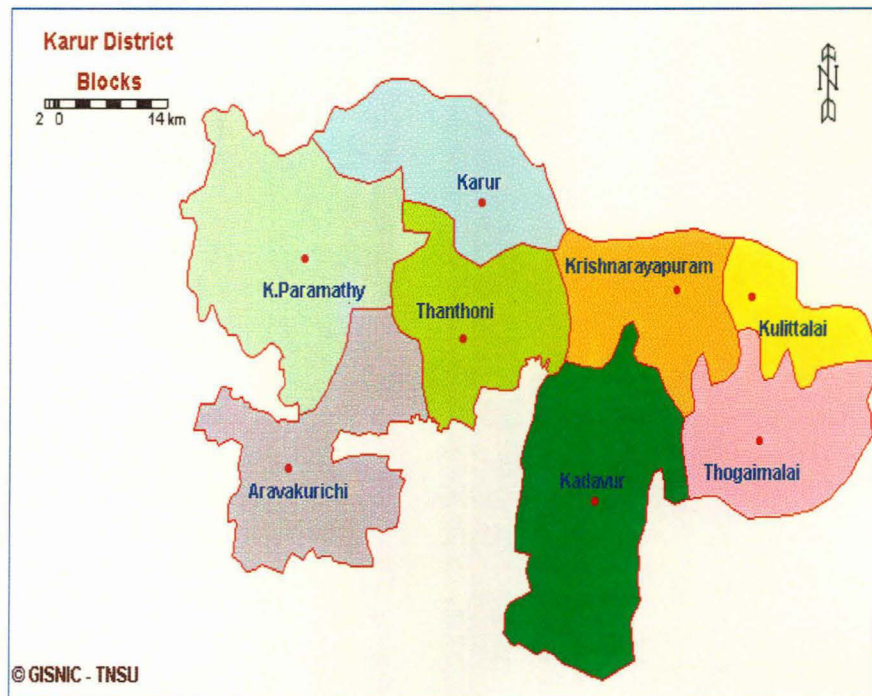 Karur District
Blocks
2 0 14 km
N
Karur
K.Paramathy
Krishnarayapuram
Thanthoni
Kulittalai
Aravakurichi
Kadavur
Thogaimalai
© GISNIC - TNSU